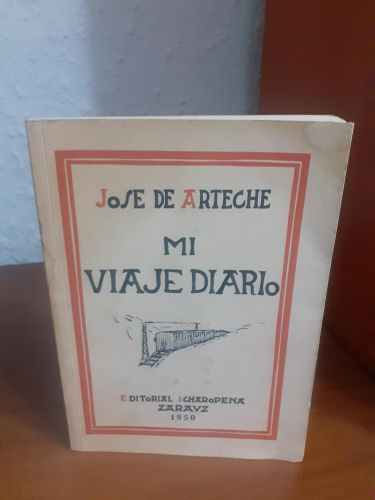 JOSE DE ARTECHE
MI
VIAJE DIARIO
EDITORIAL ICHAROPENA
ZARAUZ
1950